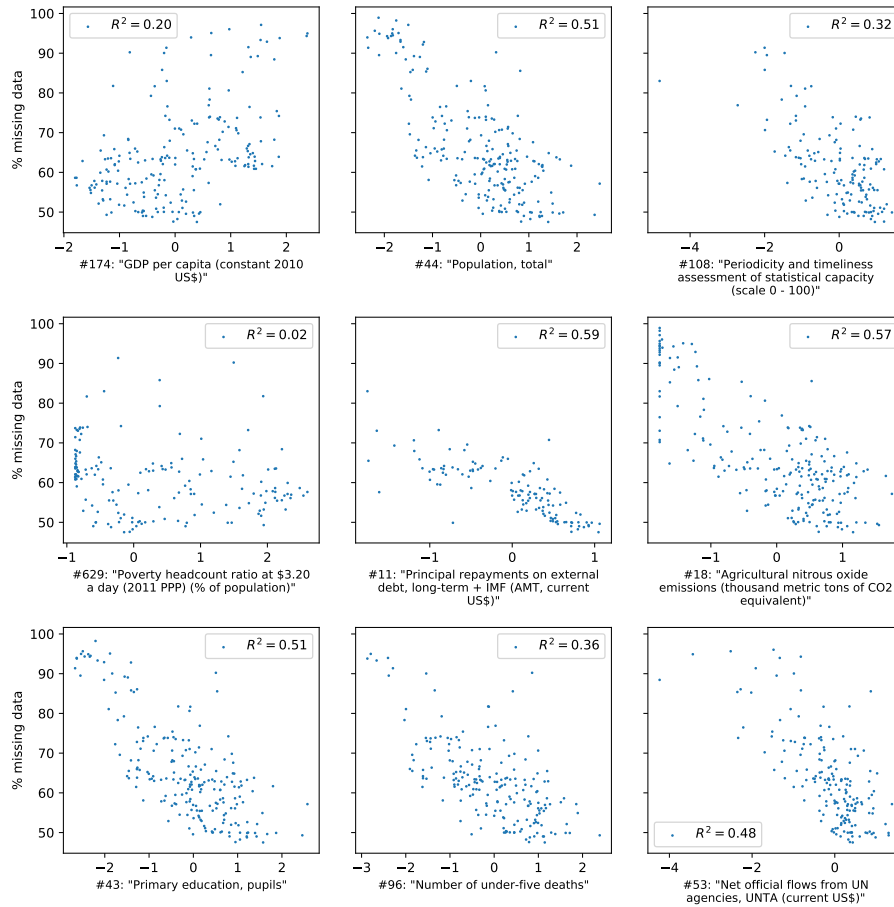 R² = 0.20
R² = 0.51
R² = 0.32
% missing data
100
90
80
70
60
50
−2 −1 0 1 2
−2 −1 0 1 2
−4 −2 0
#174: "GDP per capita (constant 2010
US$)"
#44: "Population, total"
#108: "Periodicity and timeliness
assessment of statistical capacity
(scale 0 - 100)"
R² = 0.02
R² = 0.59
R² = 0.57
% missing data
100
90
80
70
60
50
−1 0 1 2
−1 0 1
−1 0 1
#629: "Poverty headcount ratio at $3.20
a day (2011 PPP) (% of population)"
#11: "Principal repayments on external
debt, long-term + IMF (AMT, current
US$)"
#18: "Agricultural nitrous oxide
emissions (thousand metric tons of CO2
equivalent)"
R² = 0.51
R² = 0.36
R² = 0.48
% missing data
100
90
80
70
60
50
−2 −1 0 1 2
−3 −2 −1 0 1 2
−4 −2 0
#43: "Primary education, pupils"
#96: "Number of under-five deaths"
#53: "Net official flows from UN
agencies, UNTA (current US$)"